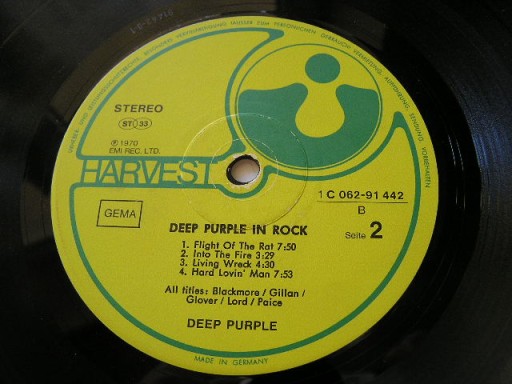 STEREO
ST 33
℗ 1970
EMI REC. LTD.
HARVEST
GEMA
1 C 062-91 442
B
Seite 2
DEEP PURPLE IN ROCK
1. Flight Of The Rat 7:50
2. Into The Fire 3:29
3. Living Wreck 4:30
4. Hard Lovin' Man 7:53
All titles: Blackmore / Gillan /
Glover / Lord / Paice
DEEP PURPLE
MADE IN GERMANY